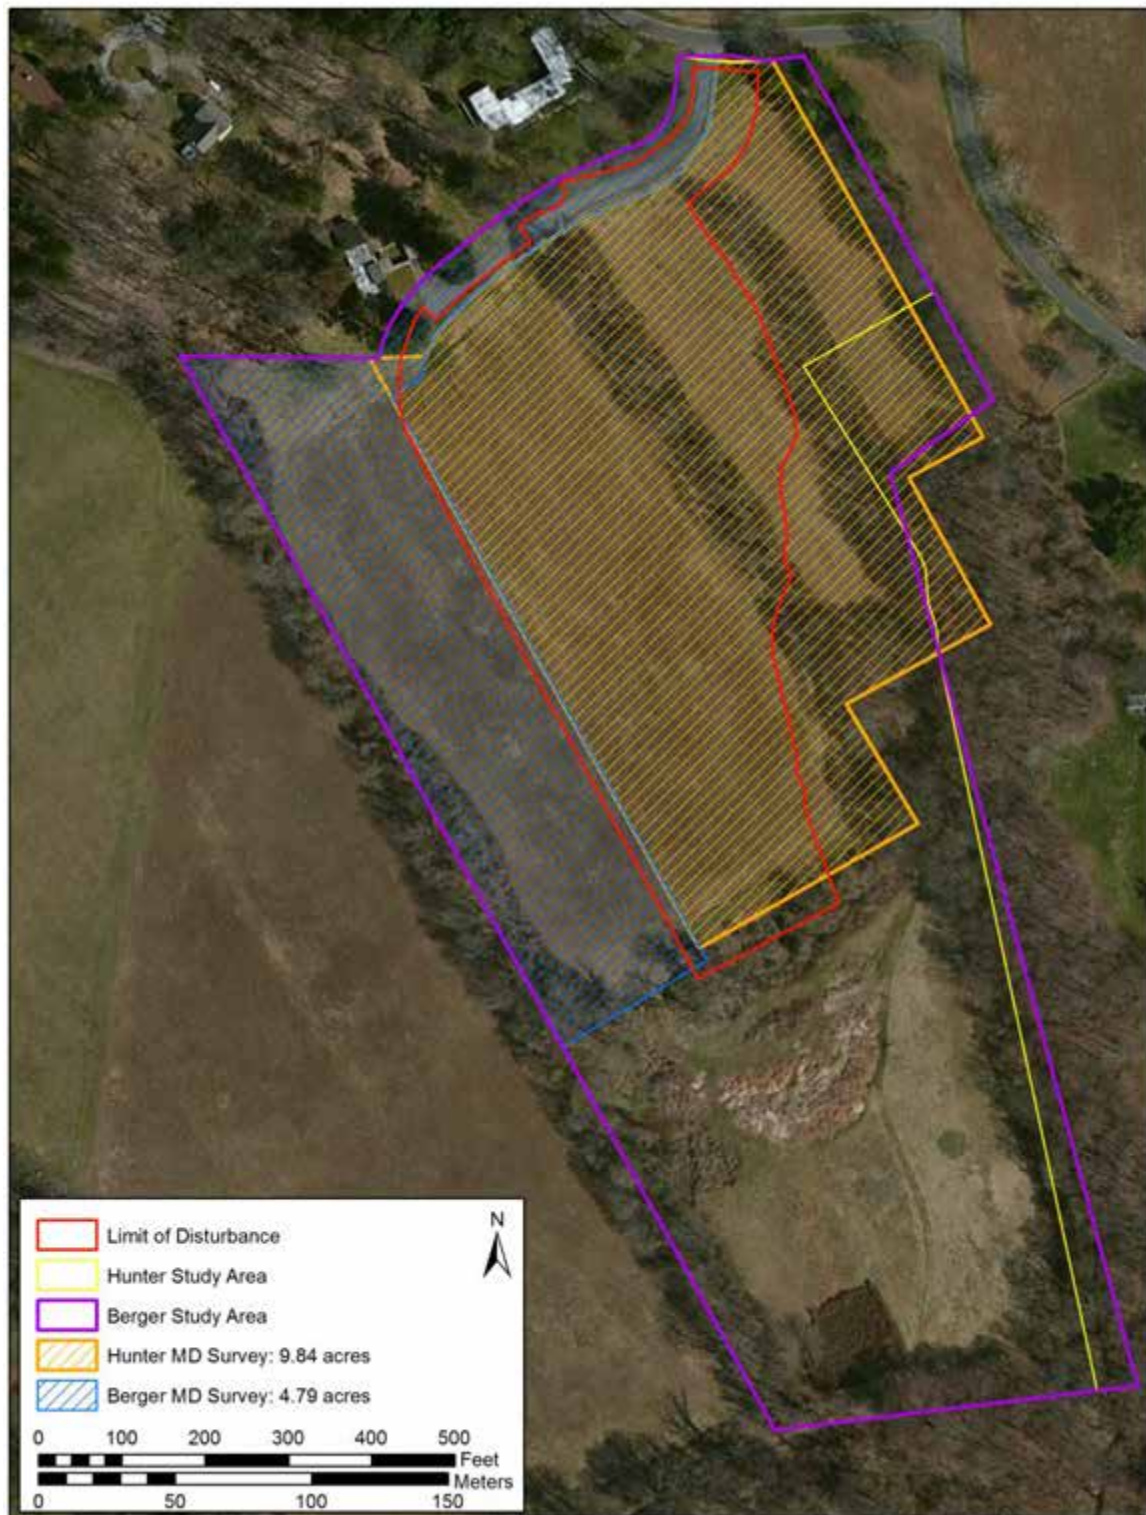 N
Limit of Disturbance
Hunter Study Area
Berger Study Area
Hunter MD Survey: 9.84 acres
Berger MD Survey: 4.79 acres
0 100 200 300 400 500
Feet
Meters
0 50 100 150